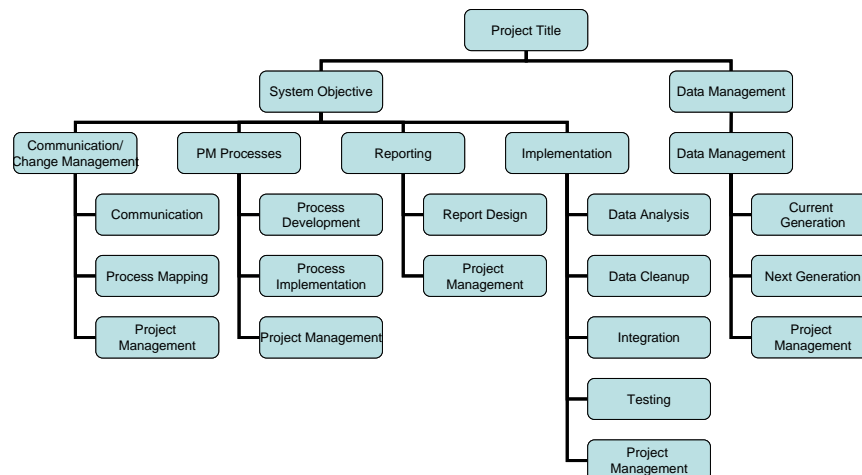 Project Title
System Objective
Data Management
Communication/
Change Management
PM Processes
Reporting
Implementation
Data Management
Communication
Process
Development
Report Design
Data Analysis
Current
Generation
Process Mapping
Process
Implementation
Project
Management
Data Cleanup
Next Generation
Project
Management
Project Management
Integration
Project
Management
Testing
Project
Management